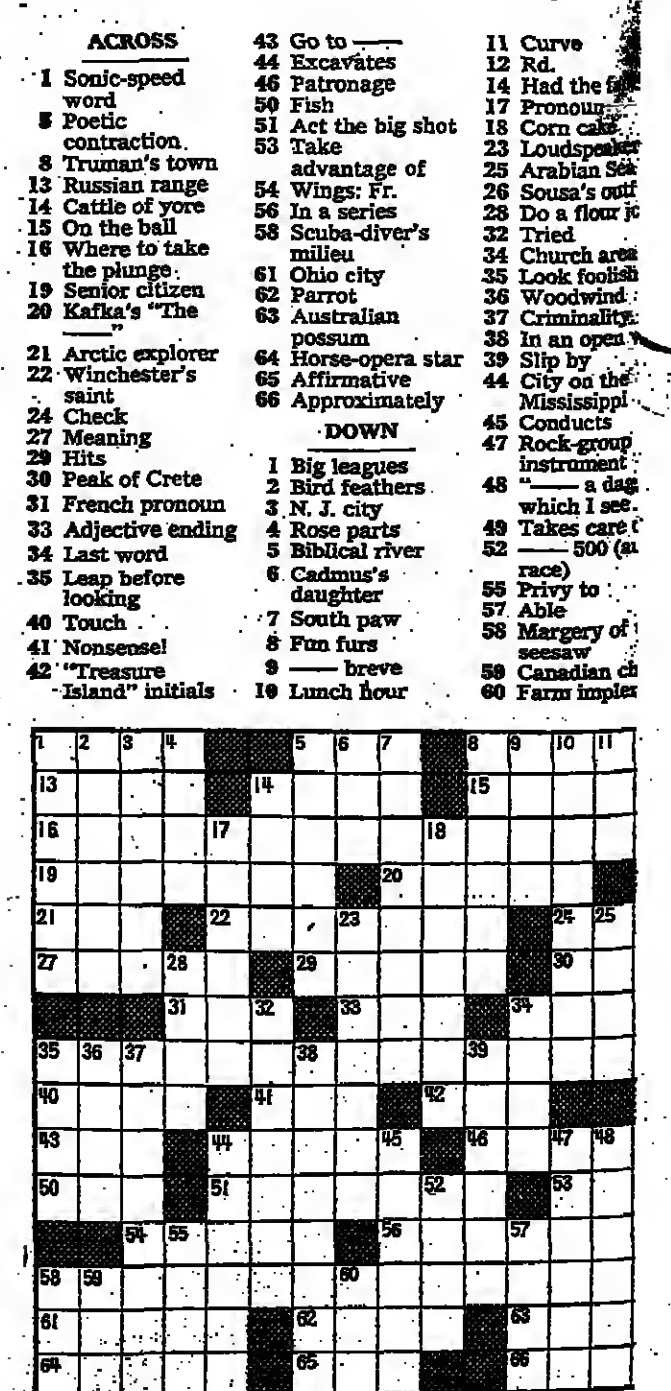 ACROSS
1 Sonic-speed
word
5 Poetic
contraction.
8 Truman's town
13 Russian range
14 Cattle of yore
15 On the ball
16 Where to take
the plunge
19 Senior citizen
20 Kafka's "The
——"
21 Arctic explorer
22 Winchester's
saint
24 Check
27 Meaning
29 Hits
30 Peak of Crete
31 French pronoun
33 Adjective ending
34 Last word
35 Leap before
looking
40 Touch
41 Nonsense!
42 "Treasure
Island" initials
43 Go to ——
44 Excavates
46 Patronage
50 Fish
51 Act the big shot
53 Take
advantage of
54 Wings: Fr.
56 In a series
58 Scuba-diver's
milieu
61 Ohio city
62 Parrot
63 Australian
possum
64 Horse-opera star
65 Affirmative
66 Approximately
DOWN
1 Big leagues
2 Bird feathers
3 N. J. city
4 Rose parts
5 Biblical river
6 Cadmus's
daughter
7 South paw
8 Fun furs
9 —— breve
10 Lunch hour
11 Curve
12 Rd.
14 Had the
17 Pronoun
18 Corn cake
23 Loudspeaker
25 Arabian Sea
26 Sousa's outf
28 Do a flour jo
32 Tried
34 Church area
35 Look foolish
36 Woodwind
37 Criminality
38 In an open
39 Slip by
44 City on the
Mississippi
45 Conducts
47 Rock-group
instrument
48 "—— a dag
which I see.
49 Takes care
52 —— 500 (au
race)
55 Privy to
57 Able
58 Margery of
seesaw
59 Canadian ch
60 Farm implem
1 2 3 4 5 6 7 8 9 10 11
13 14 15
16 17 18
19 20
21 22 23 24 25
27 28 29 30
31 32 33 34
35 36 37 38 39
40 41 42
43 44 45 46 47 48
50 51 52 53
54 55 56 57
58 59 60
61 62 63
64 65 66